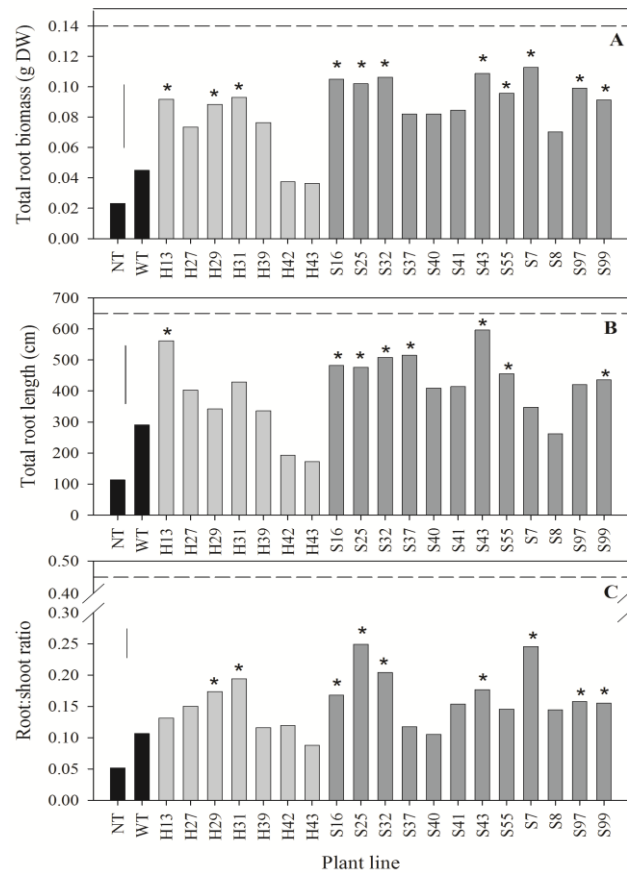 Total root biomass (g DW)
0.14
0.12
0.10
0.08
0.06
0.04
0.02
0.00
A
* * * * * * * * * * *
NT WT H13 H27 H29 H31 H39 H42 H43 S16 S25 S32 S37 S40 S41 S43 S55 S7 S8 S97 S99
Total root length (cm)
700
600
500
400
300
200
100
0
B
* * * * * * * *
NT WT H13 H27 H29 H31 H39 H42 H43 S16 S25 S32 S37 S40 S41 S43 S55 S7 S8 S97 S99
Root:shoot ratio
0.50
0.40
0.30
0.25
0.20
0.15
0.10
0.05
0.00
C
* * * * * * * * *
NT WT H13 H27 H29 H31 H39 H42 H43 S16 S25 S32 S37 S40 S41 S43 S55 S7 S8 S97 S99
Plant line